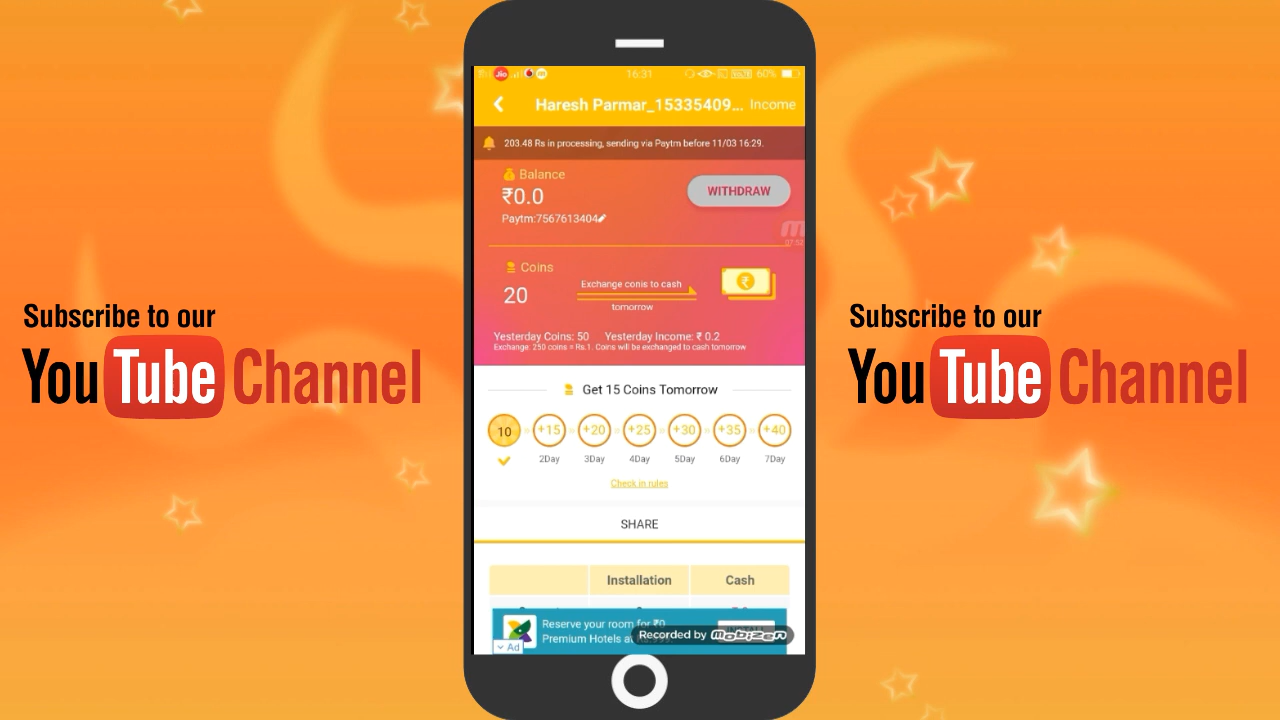 Subscribe to our
YouTube Channel
Jio
16:31
60%
Haresh Parmar_15335409... Income
203.48 Rs in processing, sending via Paytm before 11/03 16:29.
Balance
₹0.0
WITHDRAW
Paytm:7567613404
07:52
Coins
20
Exchange conis to cash
tomorrow
Yesterday Coins: 50 Yesterday Income: ₹ 0.2
Exchange: 250 coins = Rs.1. Coins will be exchanged to cash tomorrow
Get 15 Coins Tomorrow
10 +15 +20 +25 +30 +35 +40
2Day 3Day 4Day 5Day 6Day 7Day
Check in rules
SHARE
Installation Cash
Reserve your room for ₹0
Premium Hotels
Recorded by Mobizen
Ad
Subscribe to our
YouTube Channel